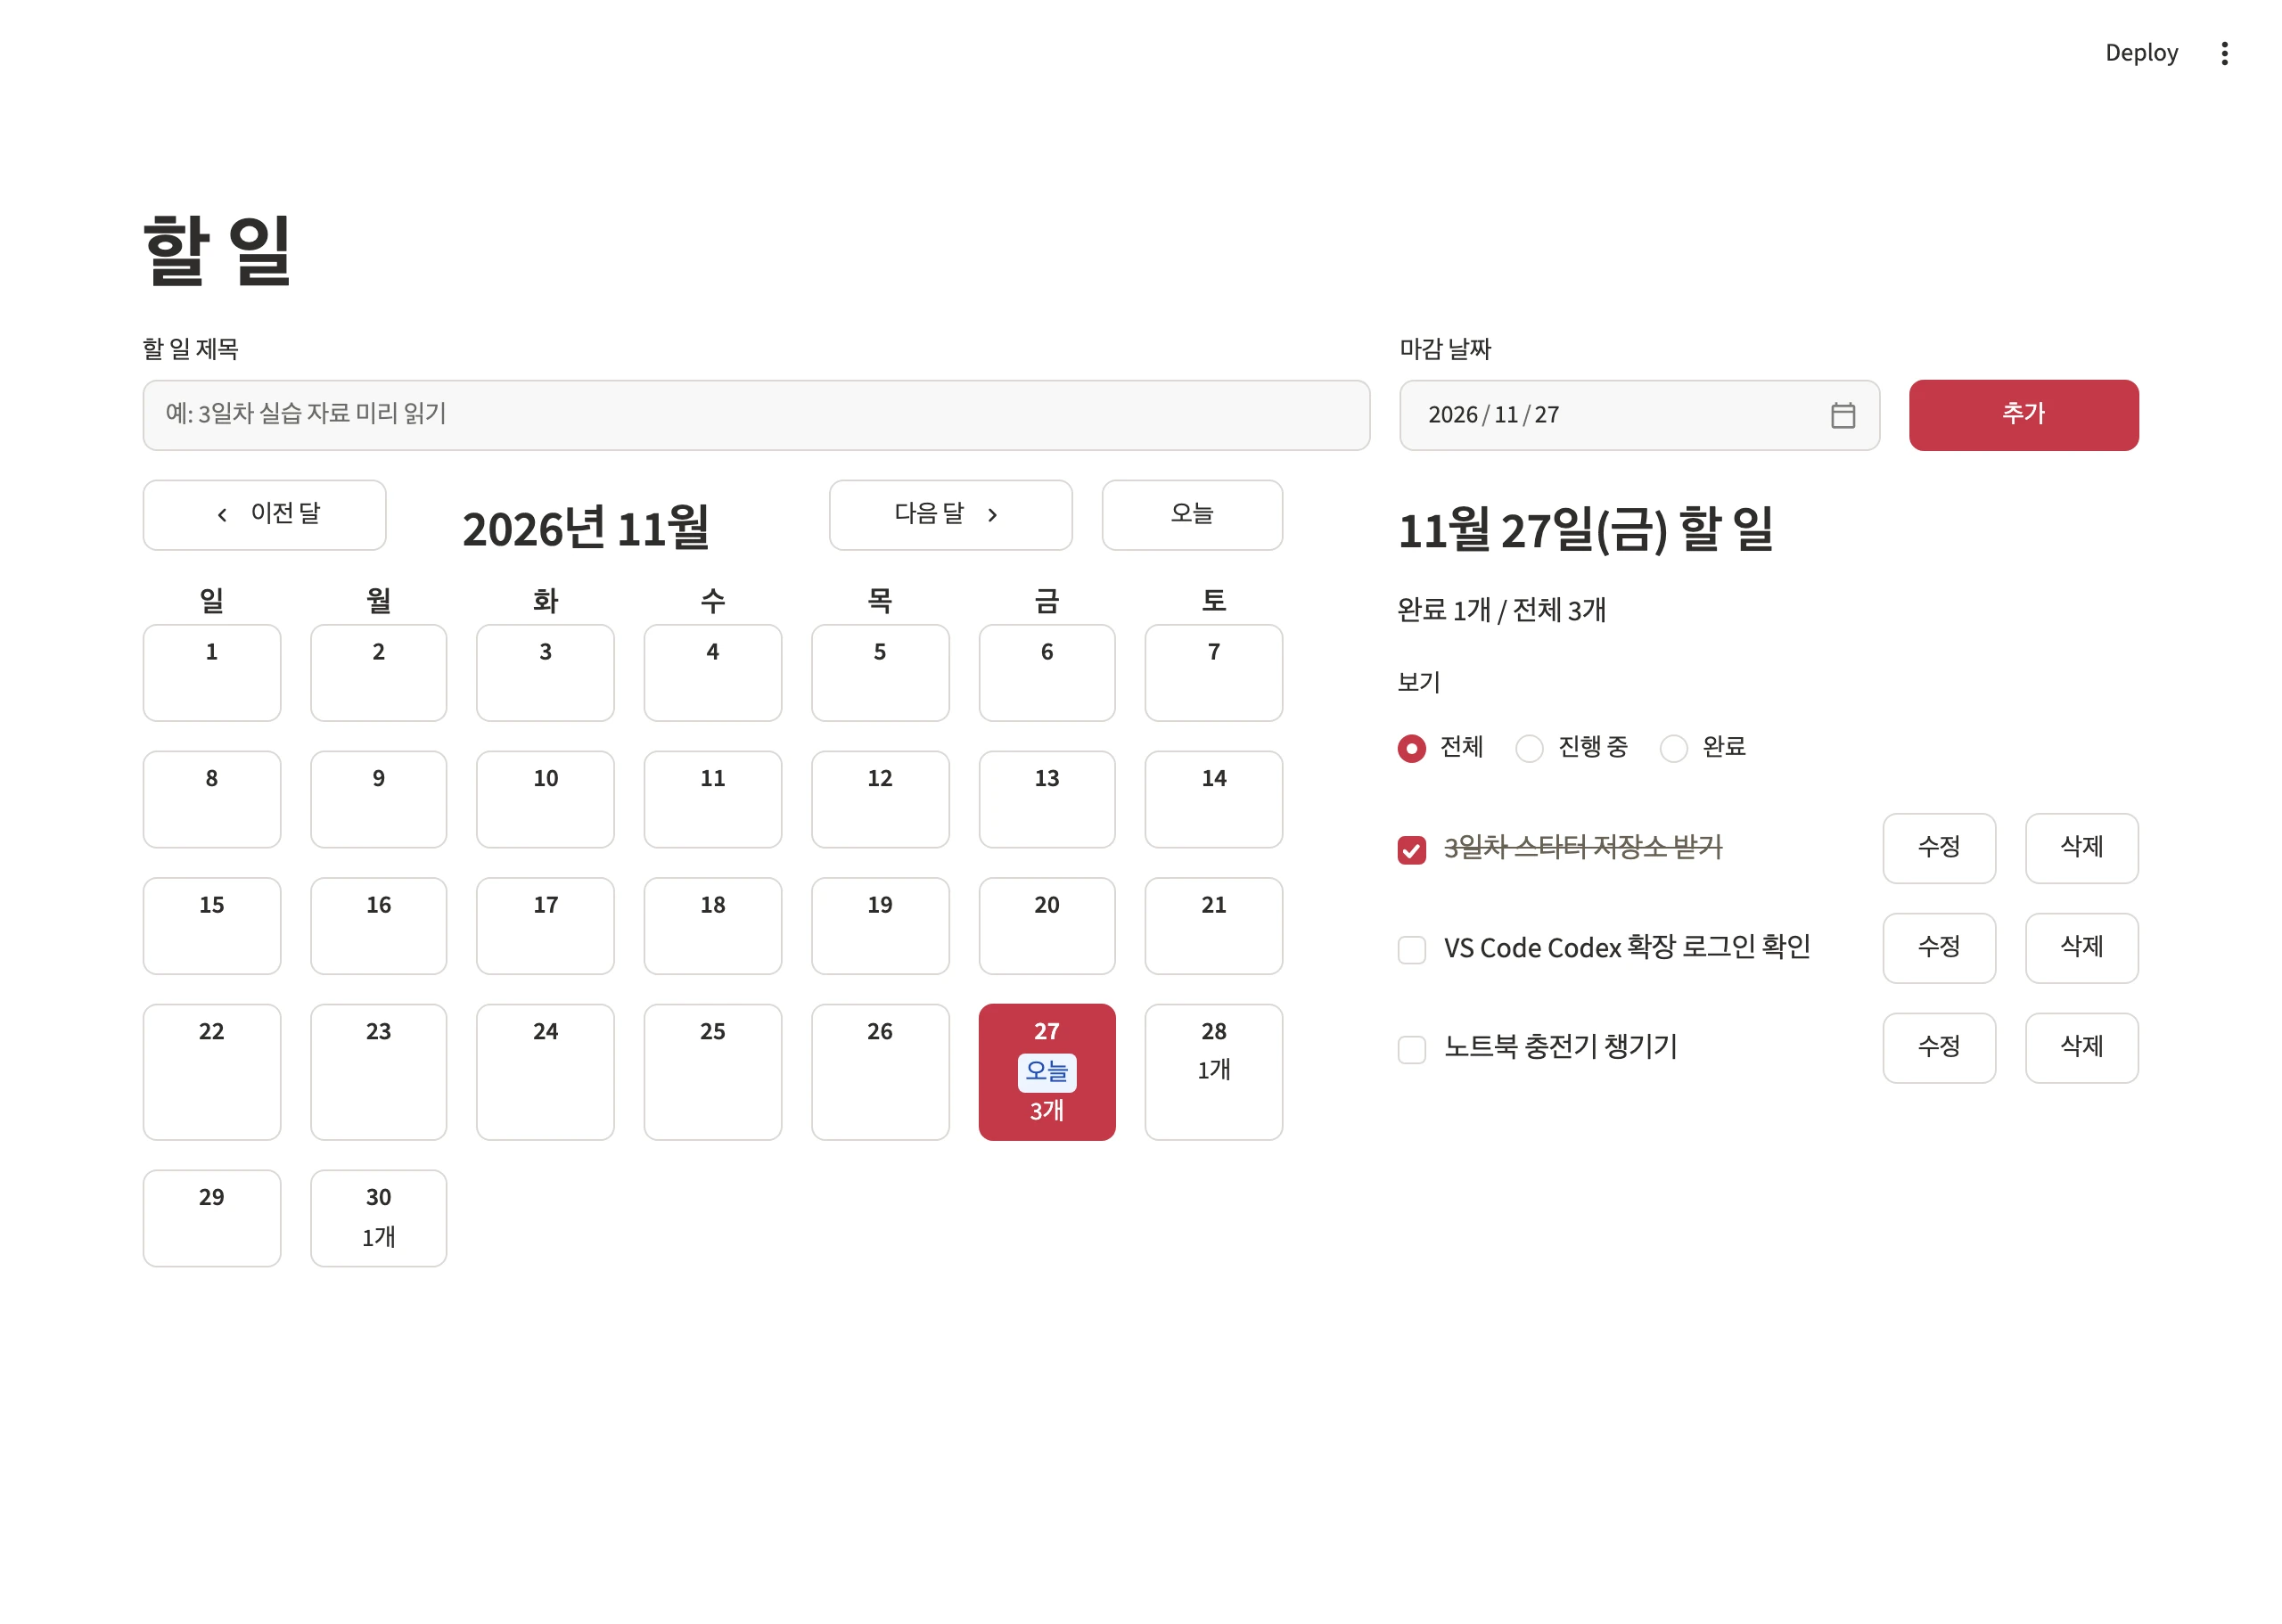 Deploy
할 일
할 일 제목
예: 3일차 실습 자료 미리 읽기
마감 날짜
2026 / 11 / 27
추가
이전 달
2026년 11월
다음 달
오늘
일 월 화 수 목 금 토
1 2 3 4 5 6 7
8 9 10 11 12 13 14
15 16 17 18 19 20 21
22 23 24 25 26 27 28
오늘
3개
1개
29 30
1개
11월 27일(금) 할 일
완료 1개 / 전체 3개
보기
전체 진행 중 완료
3일차 스타터 저장소 받기 수정 삭제
VS Code Codex 확장 로그인 확인 수정 삭제
노트북 충전기 챙기기 수정 삭제